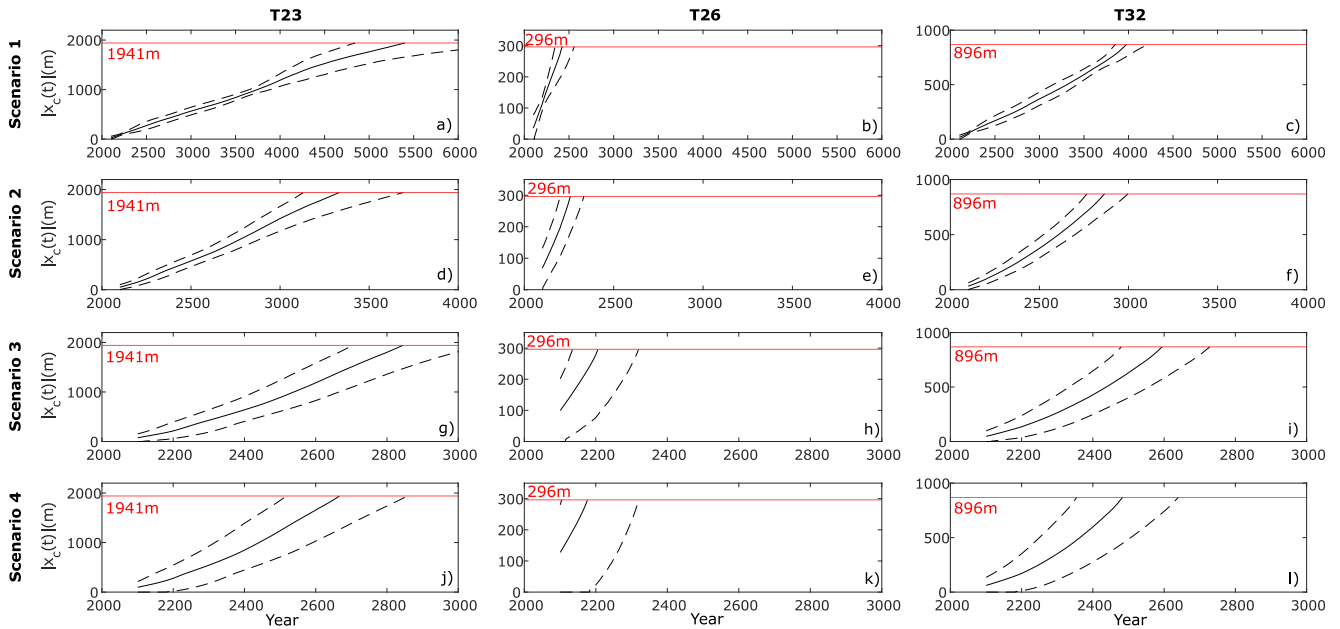 T23 T26 T32
Scenario 1
|x_c(t)|(m)
2000
1000
0
1941m
a)
2000 2500 3000 3500 4000 4500 5000 5500 6000
300
200
100
0
296m
b)
2000 2500 3000 3500 4000 4500 5000 5500 6000
1000
500
0
896m
c)
2000 2500 3000 3500 4000 4500 5000 5500 6000
Scenario 2
|x_c(t)|(m)
2000
1000
0
1941m
d)
2000 2500 3000 3500 4000
300
200
100
0
296m
e)
2000 2500 3000 3500 4000
1000
500
0
896m
f)
2000 2500 3000 3500 4000
Scenario 3
|x_c(t)|(m)
2000
1000
0
1941m
g)
2000 2200 2400 2600 2800 3000
300
200
100
0
296m
h)
2000 2200 2400 2600 2800 3000
1000
500
0
896m
i)
2000 2200 2400 2600 2800 3000
Scenario 4
|x_c(t)|(m)
2000
1000
0
1941m
j)
2000 2200 2400 2600 2800 3000
Year
300
200
100
0
296m
k)
2000 2200 2400 2600 2800 3000
Year
1000
500
0
896m
l)
2000 2200 2400 2600 2800 3000
Year